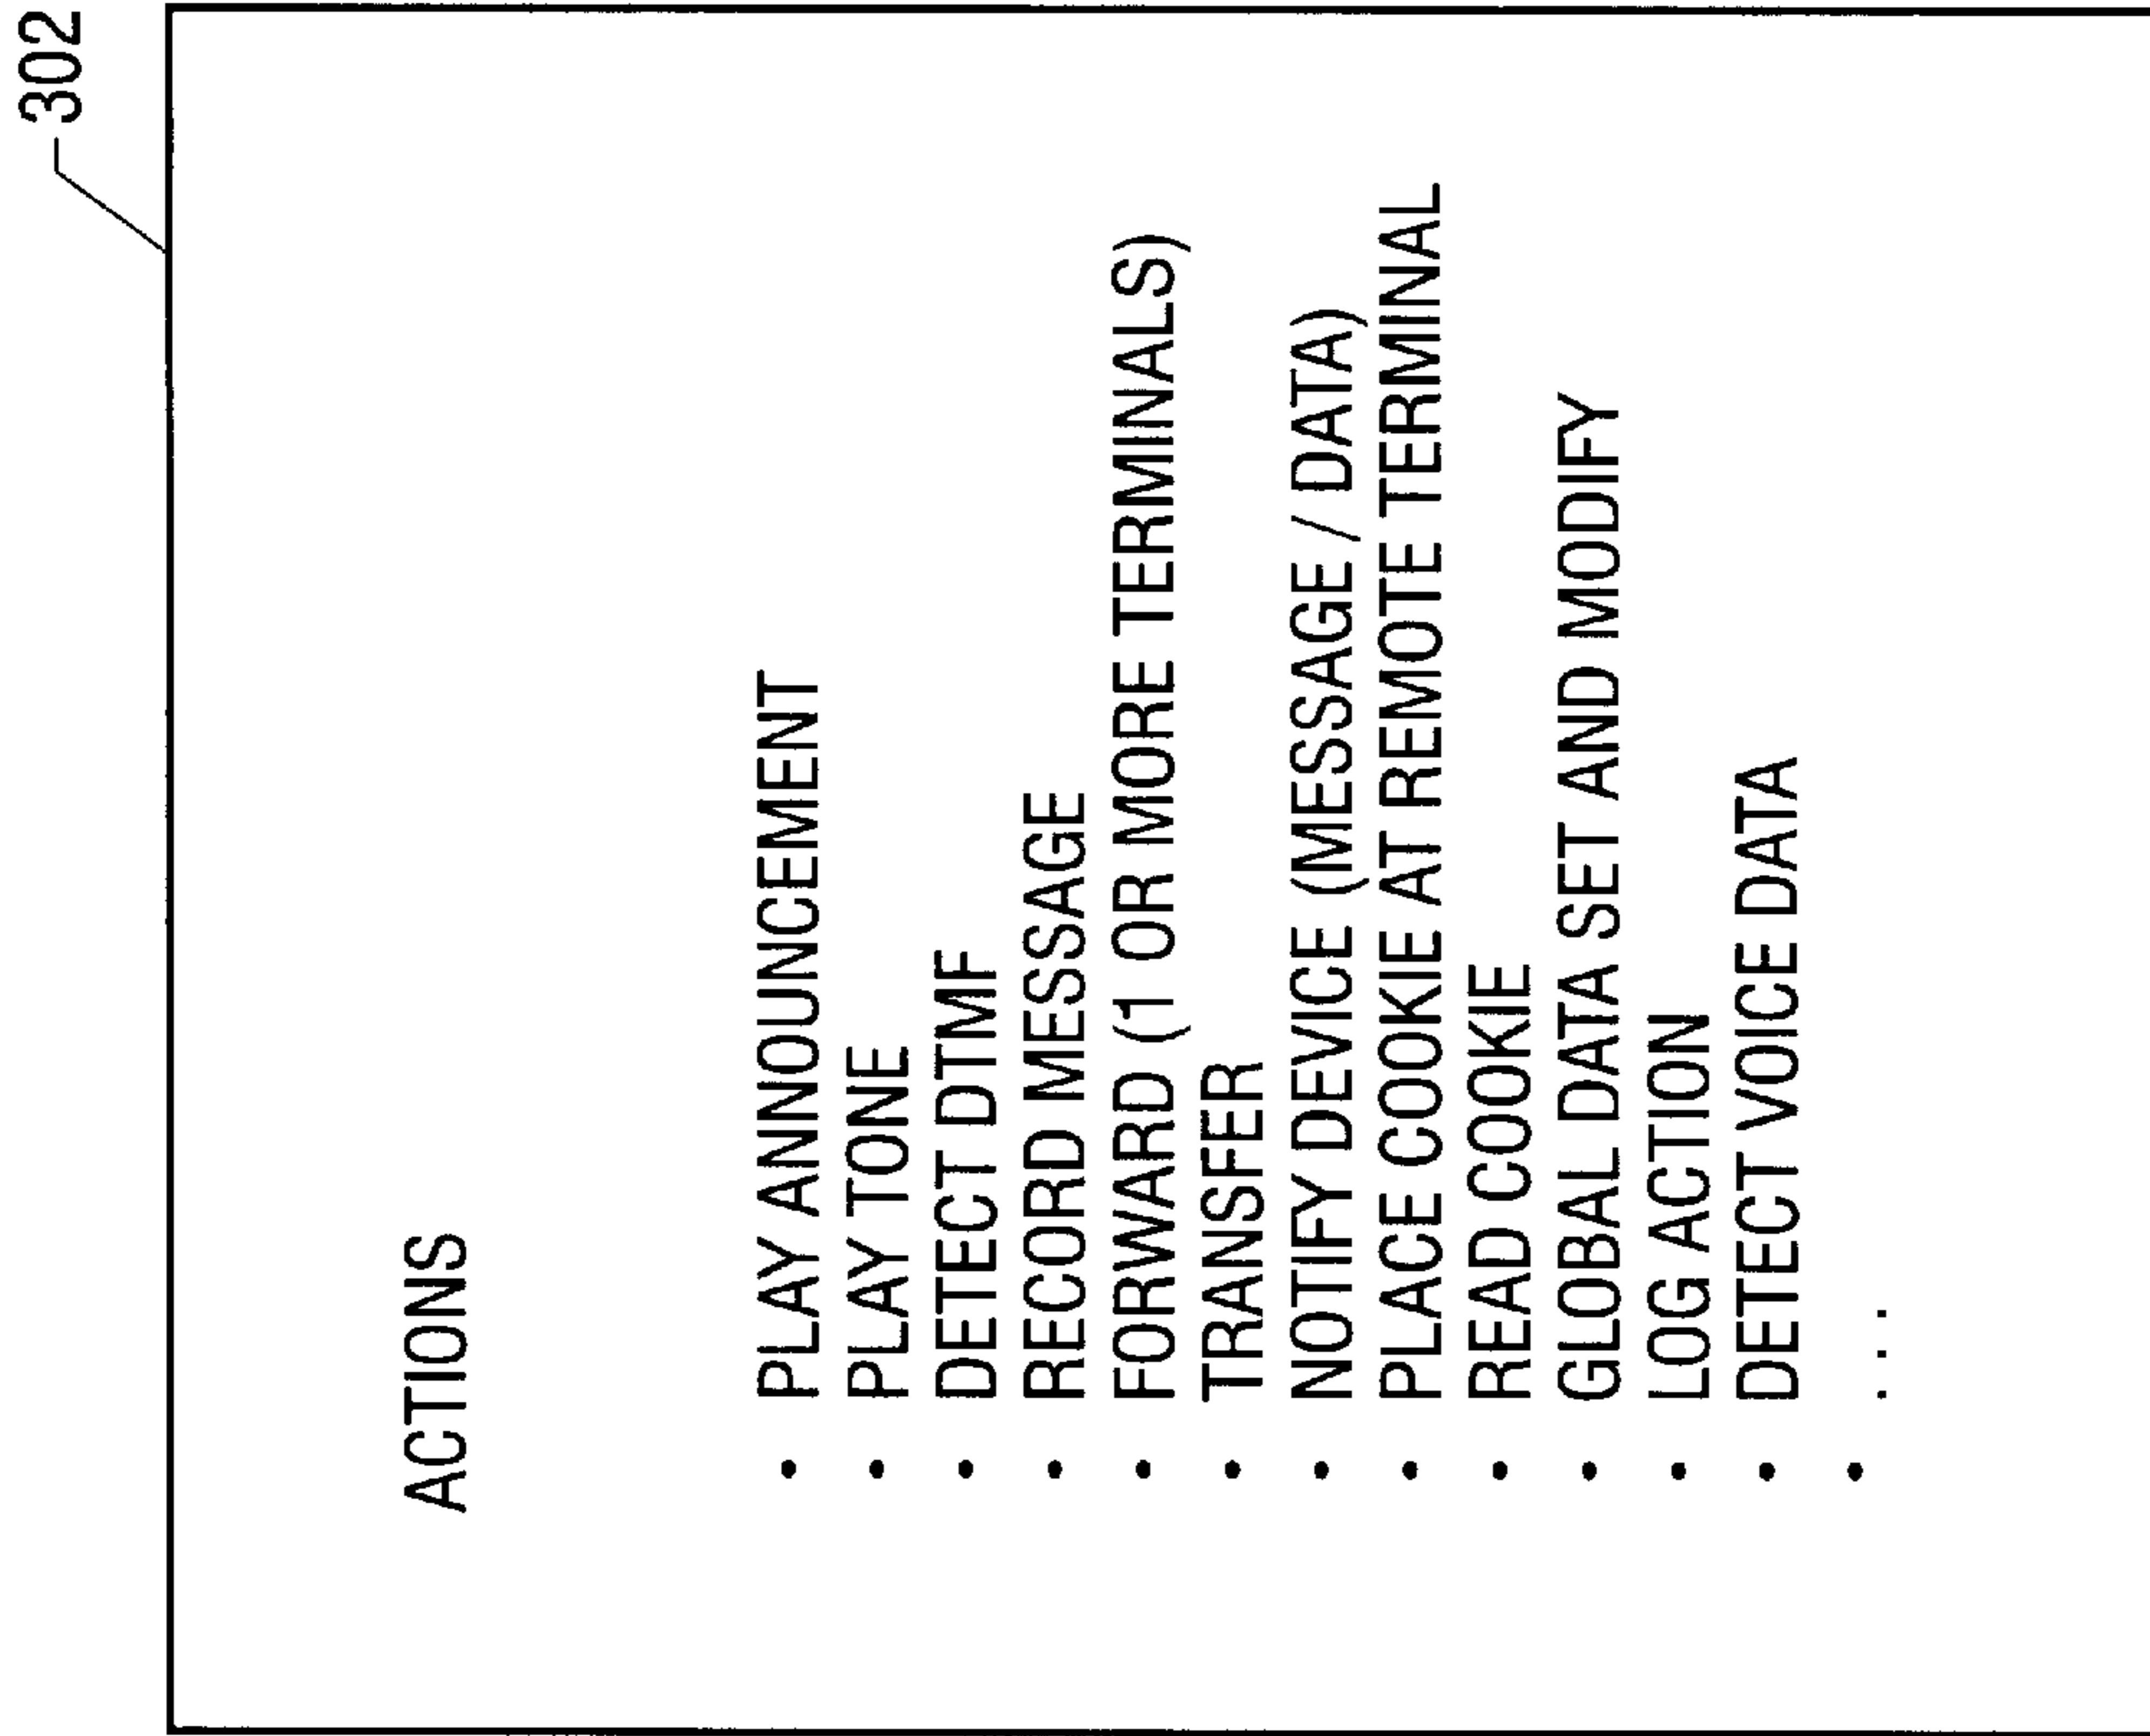 302
ACTIONS
• PLAY ANNOUNCEMENT
• PLAY TONE
• DETECT DTMF
• RECORD MESSAGE
• FORWARD (1 OR MORE TERMINALS)
• TRANSFER
• NOTIFY DEVICE (MESSAGE / DATA)
• PLACE COOKIE AT REMOTE TERMINAL
• READ COOKIE
• GLOBAL DATA SET AND MODIFY
• LOG ACTION
• DETECT VOICE DATA
• . . .